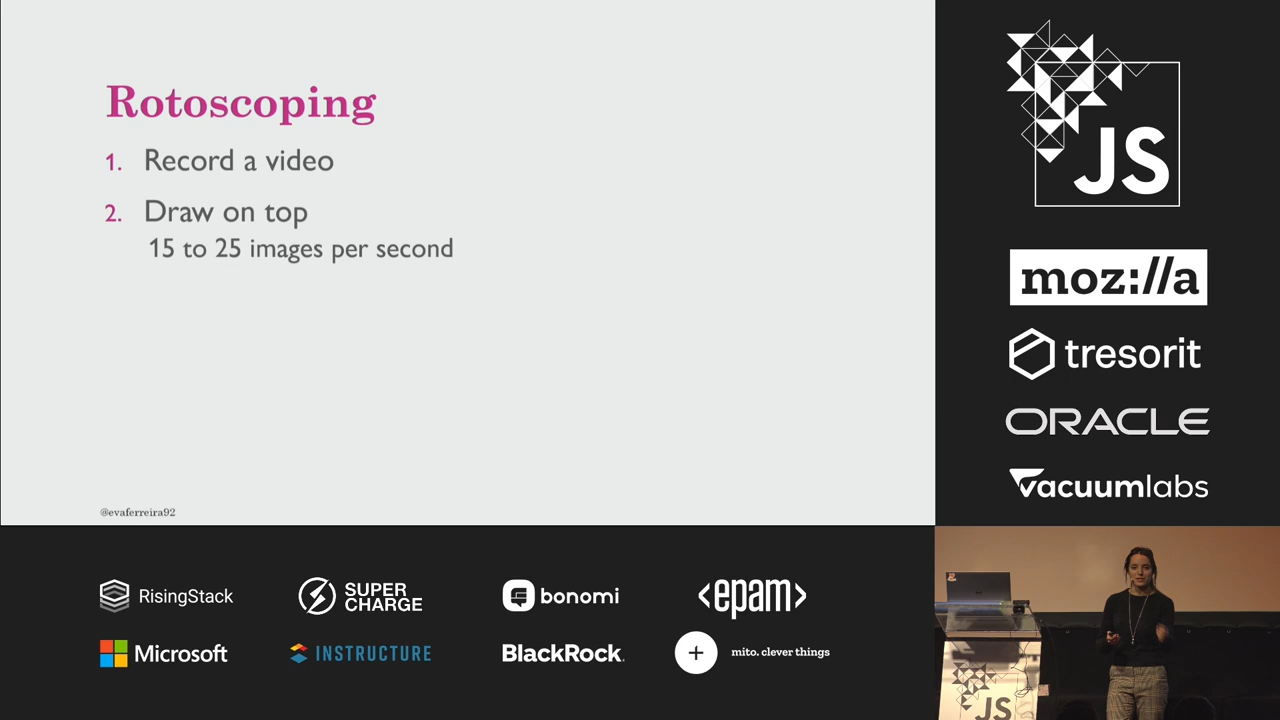 Rotoscoping
1. Record a video
2. Draw on top
15 to 25 images per second
@evaferreira92
JS
moz://a
tresorit
ORACLE
vacuumlabs
RisingStack
SUPER
CHARGE
bonomi
<epam>
Microsoft
INSTRUCTURE
BlackRock.
mito. clever things
JS